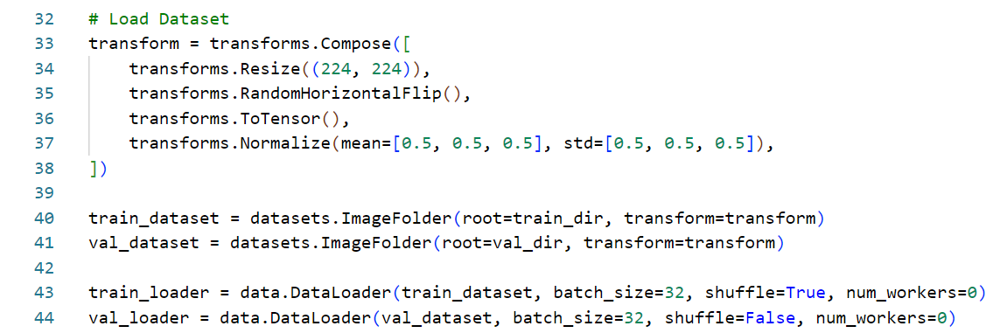 32 # Load Dataset
33 transform = transforms.Compose([
34     transforms.Resize((224, 224)),
35     transforms.RandomHorizontalFlip(),
36     transforms.ToTensor(),
37     transforms.Normalize(mean=[0.5, 0.5, 0.5], std=[0.5, 0.5, 0.5]),
38 ])
39
40 train_dataset = datasets.ImageFolder(root=train_dir, transform=transform)
41 val_dataset = datasets.ImageFolder(root=val_dir, transform=transform)
42
43 train_loader = data.DataLoader(train_dataset, batch_size=32, shuffle=True, num_workers=0)
44 val_loader = data.DataLoader(val_dataset, batch_size=32, shuffle=False, num_workers=0)